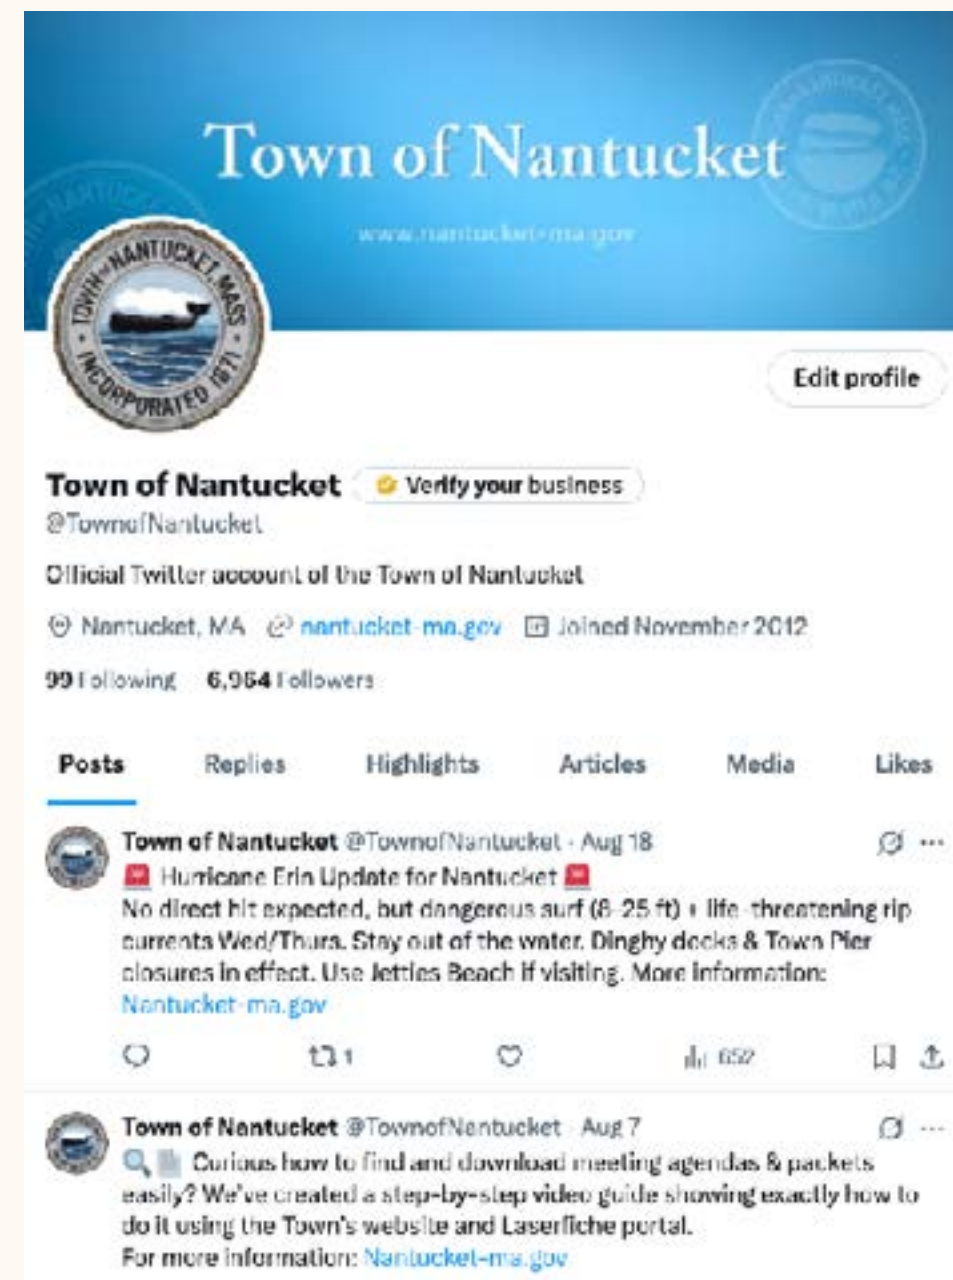 Town of Nantucket
www.nantucket-ma.gov
TOWN OF NANTUCKET, MASS
INCORPORATED 1671
Edit profile
Town of Nantucket Verify your business
@TownofNantucket
Official Twitter account of the Town of Nantucket
Nantucket, MA nantucket-ma.gov Joined November 2012
99 Following 6,964 Followers
Posts Replies Highlights Articles Media Likes
Town of Nantucket @TownofNantucket · Aug 18
🚨 Hurricane Erin Update for Nantucket 🚨
No direct hit expected, but dangerous surf (8-25 ft) + life-threatening rip
currents Wed/Thurs. Stay out of the water. Dinghy docks & Town Pier
closures in effect. Use Jetties Beach if visiting. More information:
Nantucket-ma.gov
1 652
Town of Nantucket @TownofNantucket · Aug 7
🔍 📄 Curious how to find and download meeting agendas & packets
easily? We've created a step-by-step video guide showing exactly how to
do it using the Town's website and Laserfiche portal.
For more information: Nantucket-ma.gov